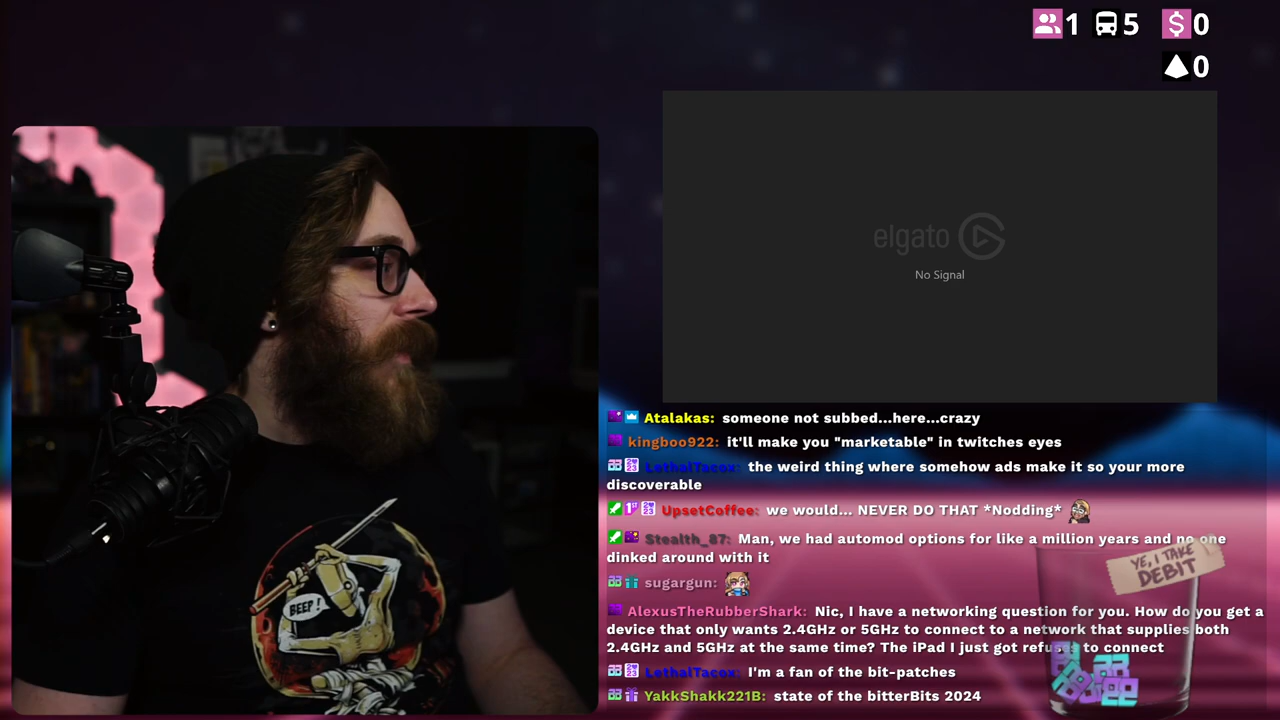 1 5 $ 0
0
elgato
No Signal
Atalakas: someone not subbed...here...crazy
kingboo922: it'll make you "marketable" in twitches eyes
LethalTacox: the weird thing where somehow ads make it so your more
discoverable
UpsetCoffee: we would... NEVER DO THAT *Nodding*
Stealth_87: Man, we had automod options for like a million years and no one
dinked around with it
YE, I TAKE
DEBIT
sugargun:
BEEP!
AlexusTheRubberShark: Nic, I have a networking question for you. How do you get a
device that only wants 2.4GHz or 5GHz to connect to a network that supplies both
2.4GHz and 5GHz at the same time? The iPad I just got refuses to connect
LethalTacox: I'm a fan of the bit-patches
YakkShakk221B: state of the bitterBits 2024